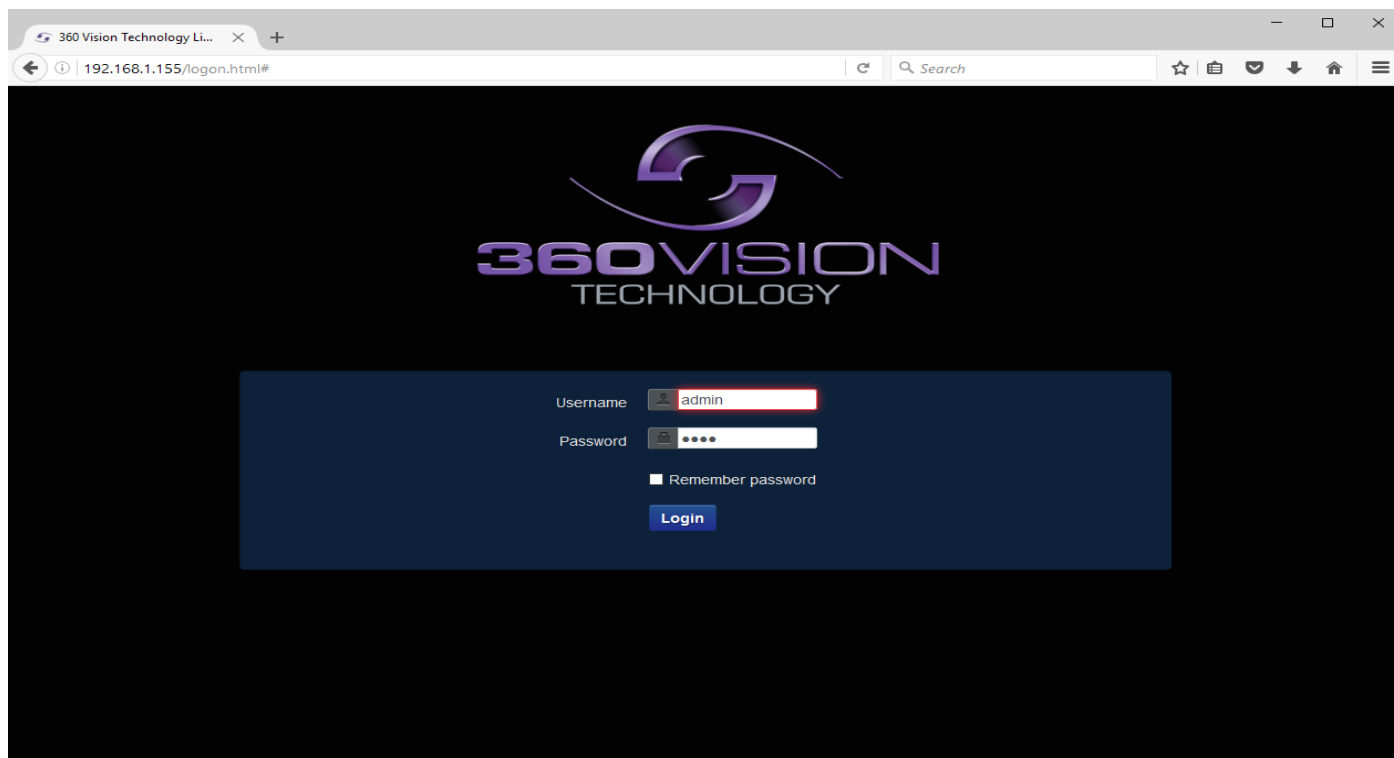 360 Vision Technology Li...
192.168.1.155/logon.html#
Search
360VISION
TECHNOLOGY
Username
admin
Password
••••
Remember password
Login